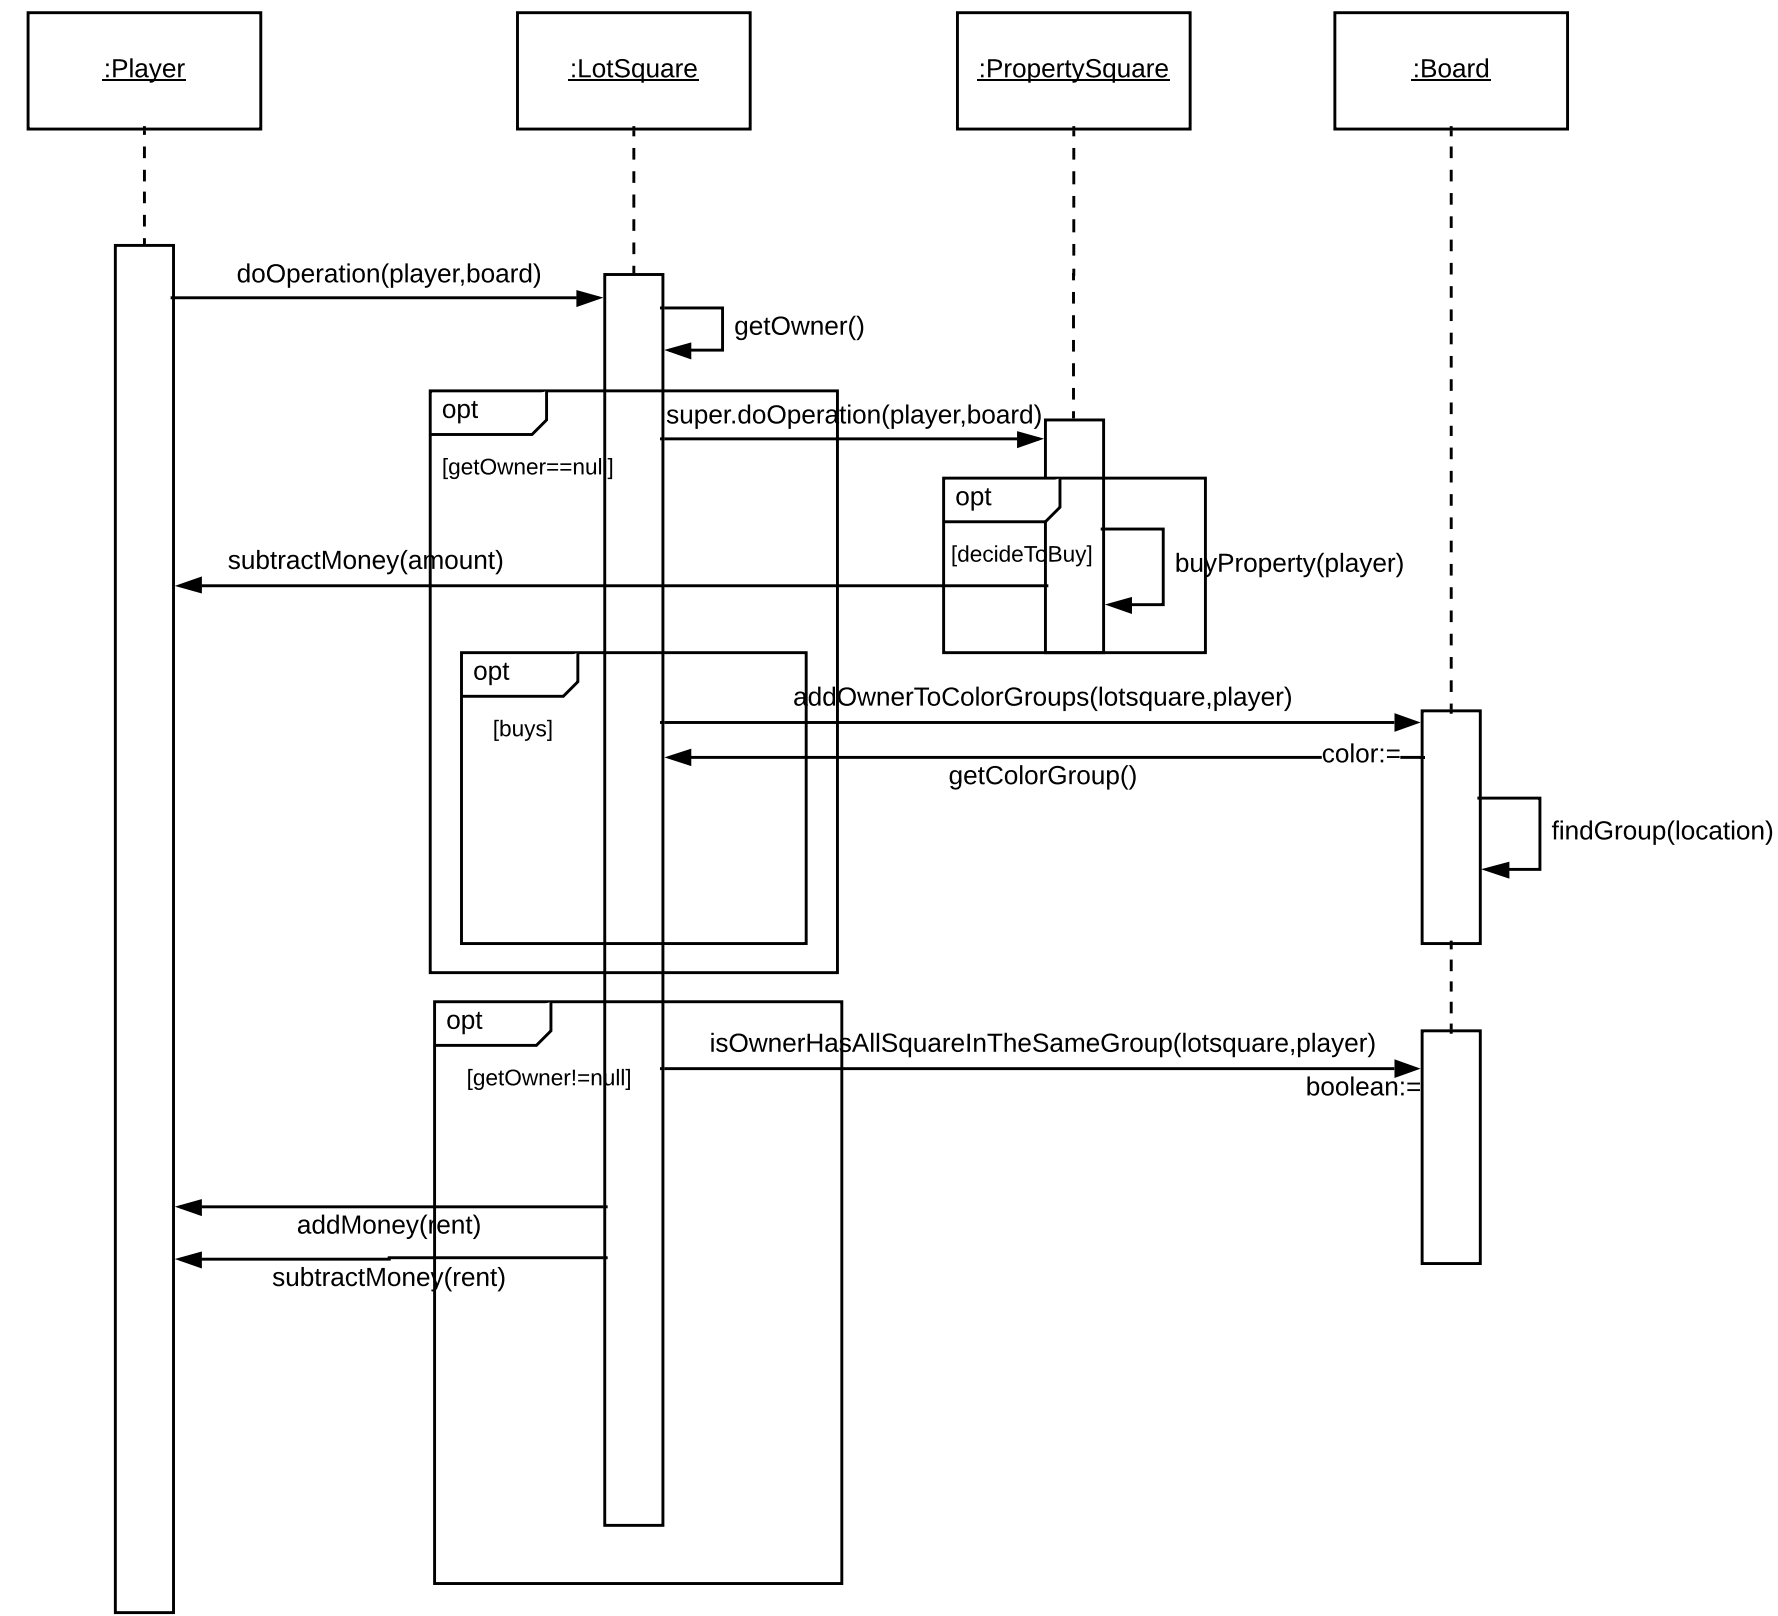 :Player
:LotSquare
:PropertySquare
:Board
doOperation(player,board)
getOwner()
opt
super.doOperation(player,board)
[getOwner==null]
opt
[decideToBuy]
subtractMoney(amount)
buyProperty(player)
opt
[buys]
addOwnerToColorGroups(lotsquare,player)
color:=
getColorGroup()
findGroup(location)
opt
isOwnerHasAllSquareInTheSameGroup(lotsquare,player)
[getOwner!=null]
boolean:=
addMoney(rent)
subtractMoney(rent)